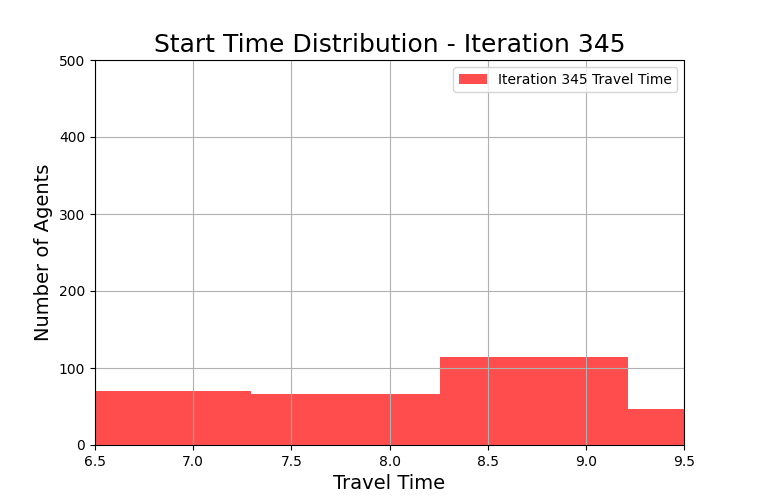 Start Time Distribution - Iteration 345
Iteration 345 Travel Time
Number of Agents
500
400
300
200
100
0
6.5 7.0 7.5 8.0 8.5 9.0 9.5
Travel Time